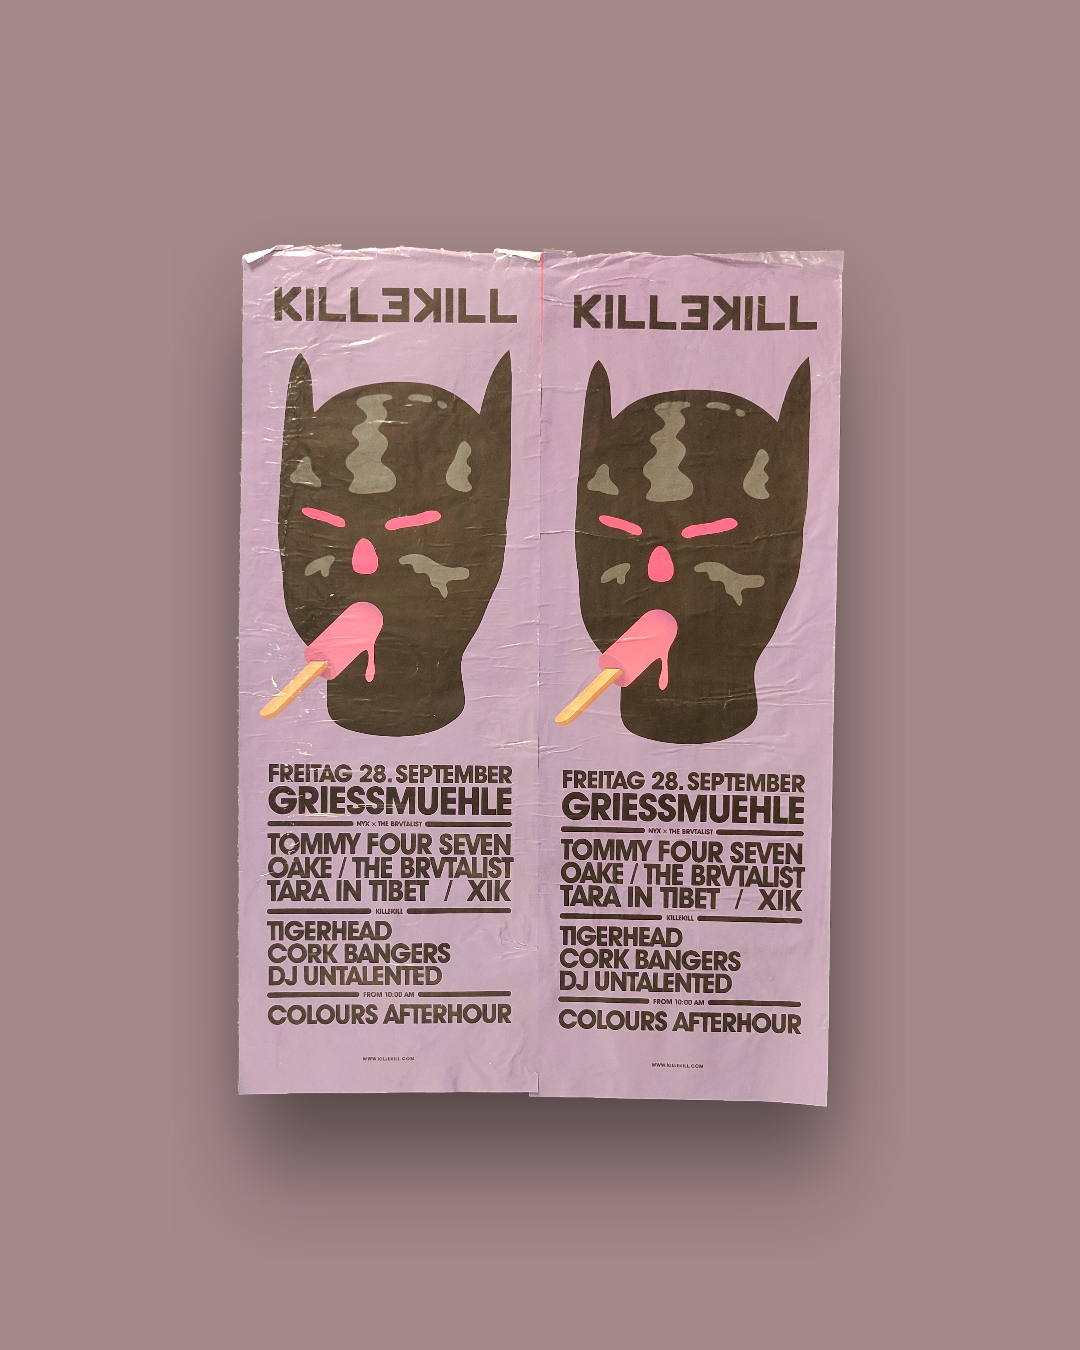 KILLEKILL
FREITAG 28. SEPTEMBER
GRIESSMUEHLE
NYX × THE BRVTALIST
TOMMY FOUR SEVEN
OAKE / THE BRVTALIST
TARA IN TIBET / XIK
KILLEKILL
TIGERHEAD
CORK BANGERS
DJ UNTALENTED
FROM 10:00 AM
COLOURS AFTERHOUR
WWW.KILLEKILL.COM
KILLEKILL
FREITAG 28. SEPTEMBER
GRIESSMUEHLE
NYX × THE BRVTALIST
TOMMY FOUR SEVEN
OAKE / THE BRVTALIST
TARA IN TIBET / XIK
KILLEKILL
TIGERHEAD
CORK BANGERS
DJ UNTALENTED
FROM 10:00 AM
COLOURS AFTERHOUR
WWW.KILLEKILL.COM